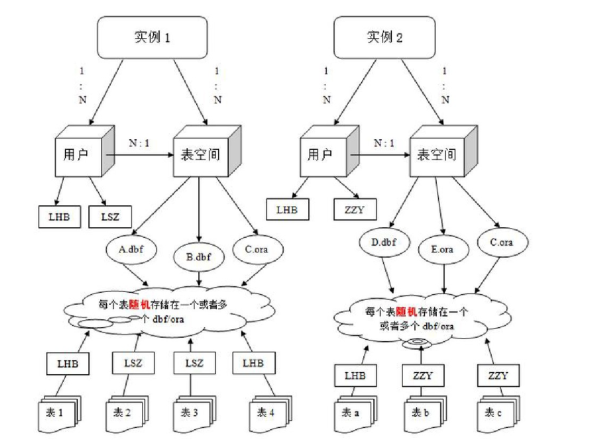 实例 1
实例 2
1
:
N
1
:
N
1
:
N
1
:
N
用户
N : 1
表空间
用户
N : 1
表空间
LHB
LSZ
LHB
ZZY
A.dbf
B.dbf
C.ora
D.dbf
E.ora
C.ora
每个表随机存储在一个或者多
个 dbf/ora
每个表随机存储在一个
或者多个 dbf/ora
LHB
LSZ
LSZ
LHB
LHB
ZZY
ZZY
表 1
表 2
表 3
表 4
表 a
表 b
表 c